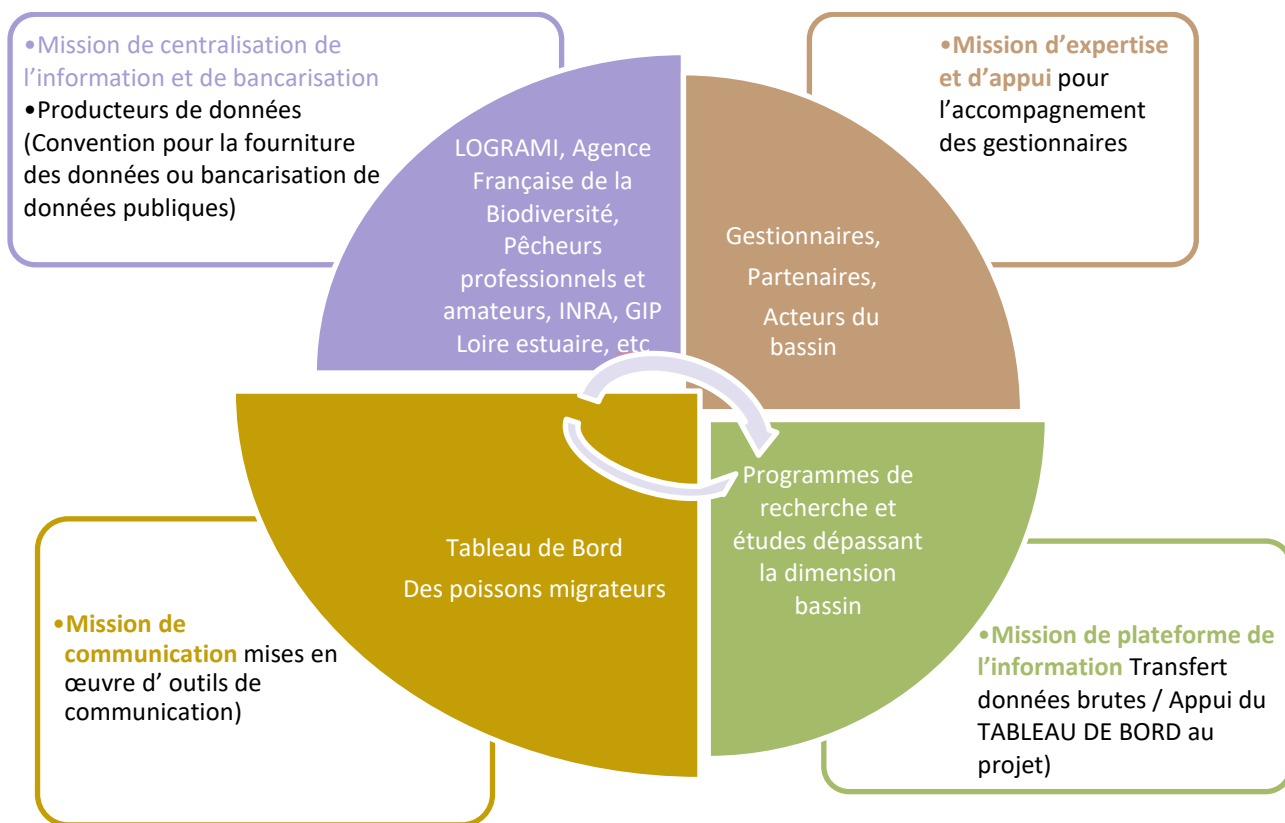 •Mission de centralisation de
l'information et de bancarisation
•Producteurs de données
(Convention pour la fourniture
des données ou bancarisation de
données publiques)
LOGRAMI, Agence
Française de la
Biodiversité,
Pêcheurs
professionnels et
amateurs, INRA, GIP
Loire estuaire, etc
•Mission d'expertise
et d'appui pour
l'accompagnement
des gestionnaires
Gestionnaires,
Partenaires,
Acteurs du
bassin
Tableau de Bord
Des poissons migrateurs
•Mission de
communication mises en
œuvre d' outils de
communication)
Programmes de
recherche et
études dépassant
la dimension
bassin
•Mission de plateforme de
l'information Transfert
données brutes / Appui du
TABLEAU DE BORD au
projet)